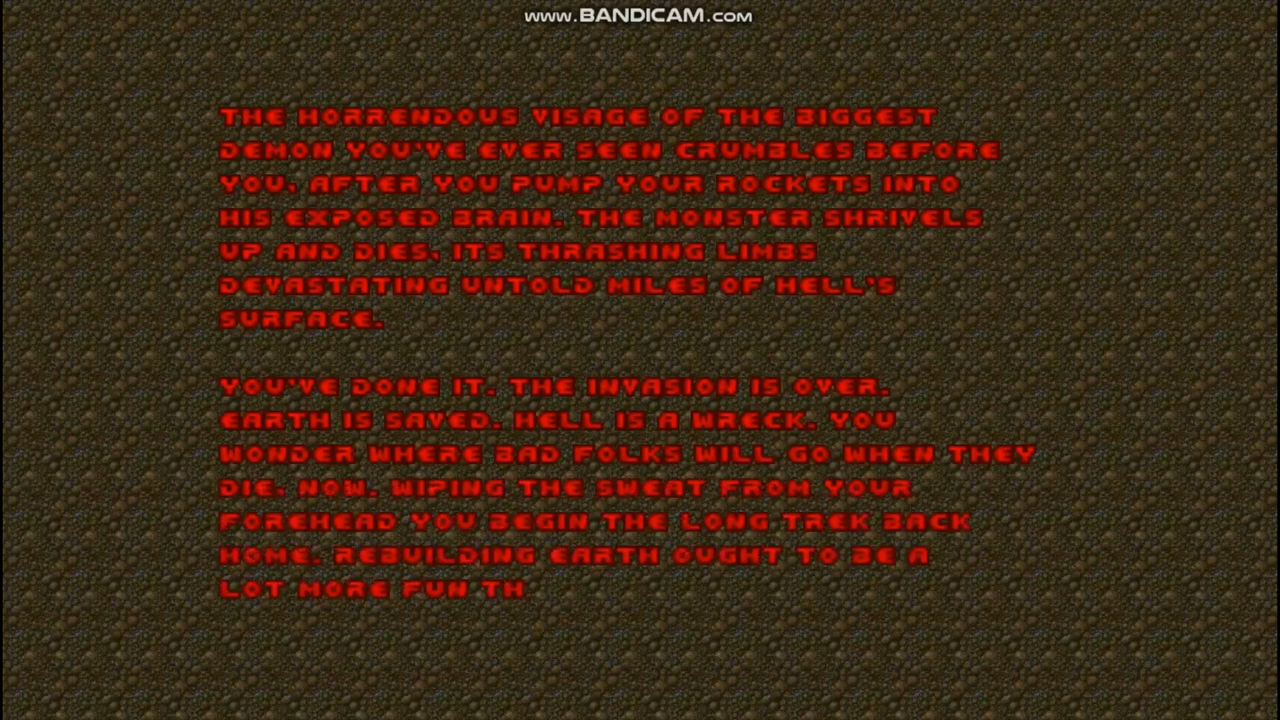 www.BANDICAM.com
THE HORRENDOUS VISAGE OF THE BIGGEST
DEMON YOU'VE EVER SEEN CRUMBLES BEFORE
YOU, AFTER YOU PUMP YOUR ROCKETS INTO
HIS EXPOSED BRAIN. THE MONSTER SHRIVELS
UP AND DIES, ITS THRASHING LIMBS
DEVASTATING UNTOLD MILES OF HELL'S
SURFACE.
YOU'VE DONE IT. THE INVASION IS OVER.
EARTH IS SAVED. HELL IS A WRECK. YOU
WONDER WHERE BAD FOLKS WILL GO WHEN THEY
DIE, NOW. WIPING THE SWEAT FROM YOUR
FOREHEAD YOU BEGIN THE LONG TREK BACK
HOME. REBUILDING EARTH OUGHT TO BE A
LOT MORE FUN TH